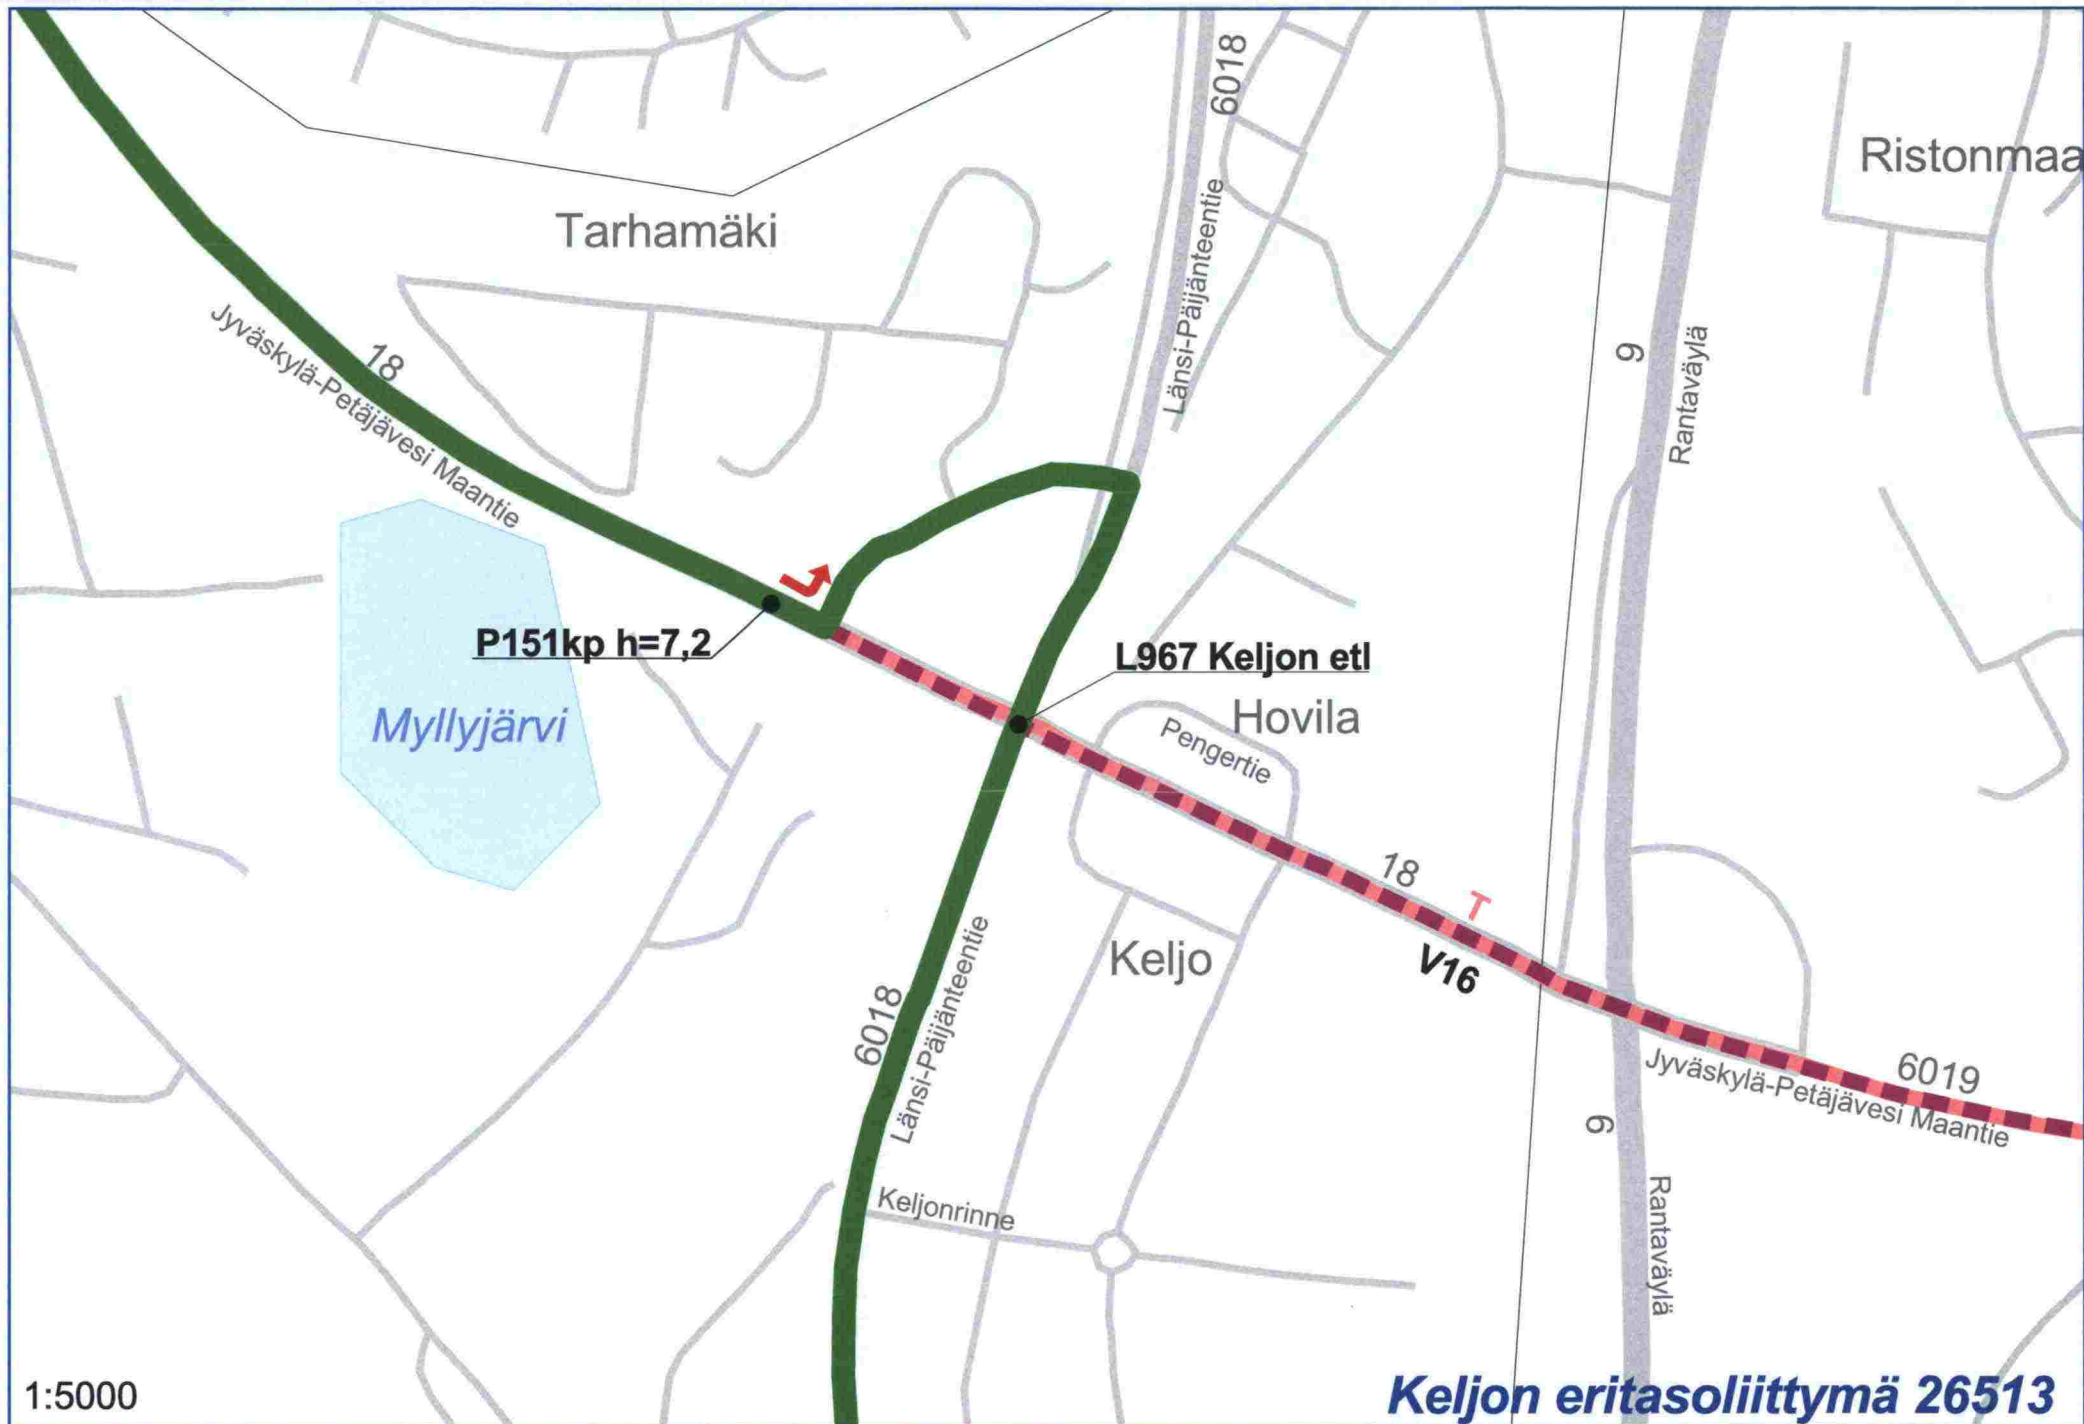 6018
Ristonmaa
Tarhamäki
Länsi-Päijänteentie
18
Jyväskylä-Petäjävesi Maantie
9
Rantaväylä
P151kp h=7,2
L967 Keljon etl
Myllyjärvi
Hovila
Pengertie
18
T
V16
Keljo
6018
Länsi-Päijänteentie
6019
Jyväskylä-Petäjävesi Maantie
9
Rantaväylä
Keljonrinne
1:5000
Keljon eritasoliittymä 26513